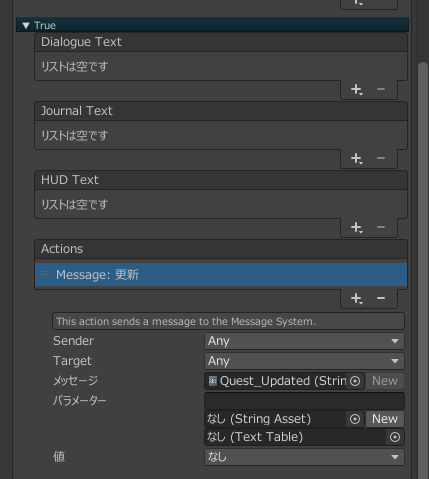 True
Dialogue Text
リストは空です
Journal Text
リストは空です
HUD Text
リストは空です
Actions
Message: 更新
This action sends a message to the Message System.
Sender Any
Target Any
メッセージ Quest_Updated (Strin New
パラメーター
なし (String Asset) New
なし (Text Table)
値 なし